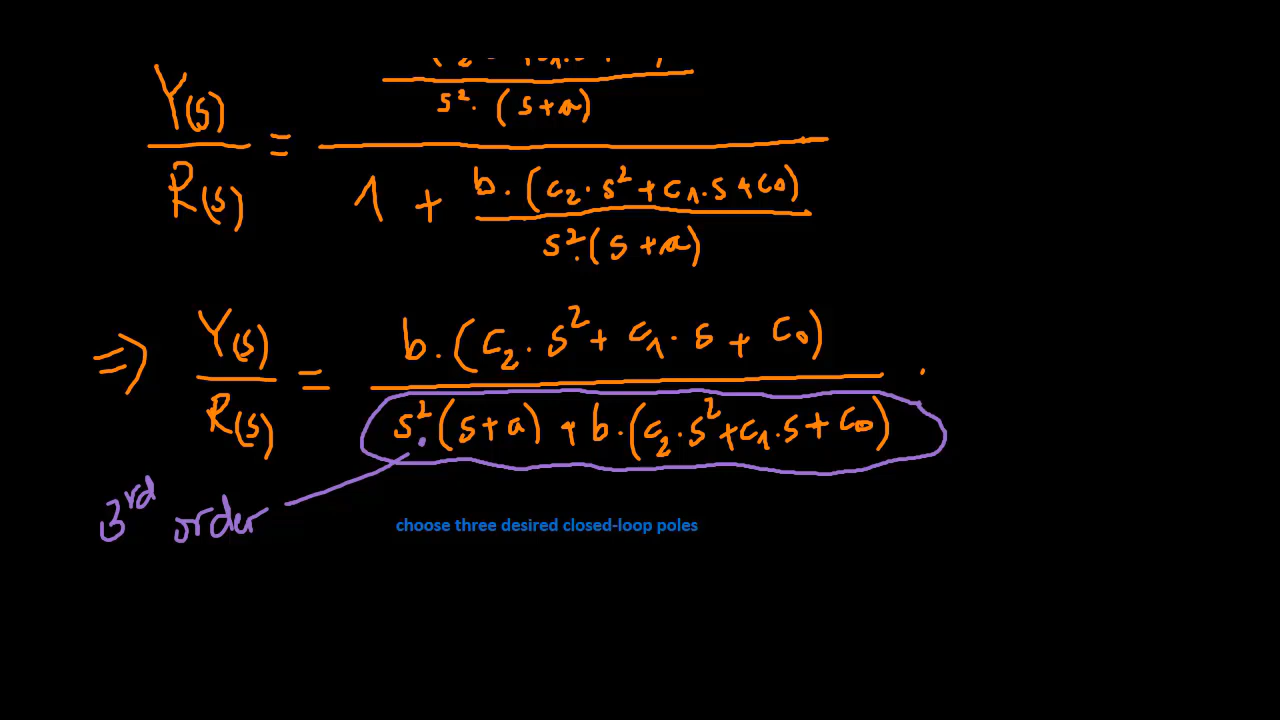 Y(s)
R(s)
=
s². (s+a)
1 + b. (c₂. s² + c₁. s + c₀)
s². (s+a)
=> Y(s) = b. (c₂. s² + c₁. s + c₀) .
R(s) s². (s+a) + b. (c₂. s² + c₁. s + c₀)
3rd order
choose three desired closed-loop poles